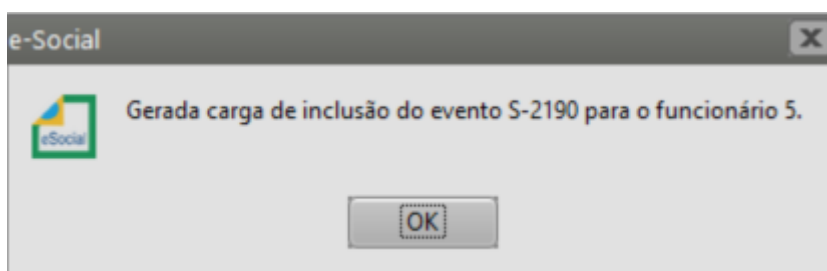 e-Social
Gerada carga de inclusão do evento S-2190 para o funcionário 5.
eSocial
OK